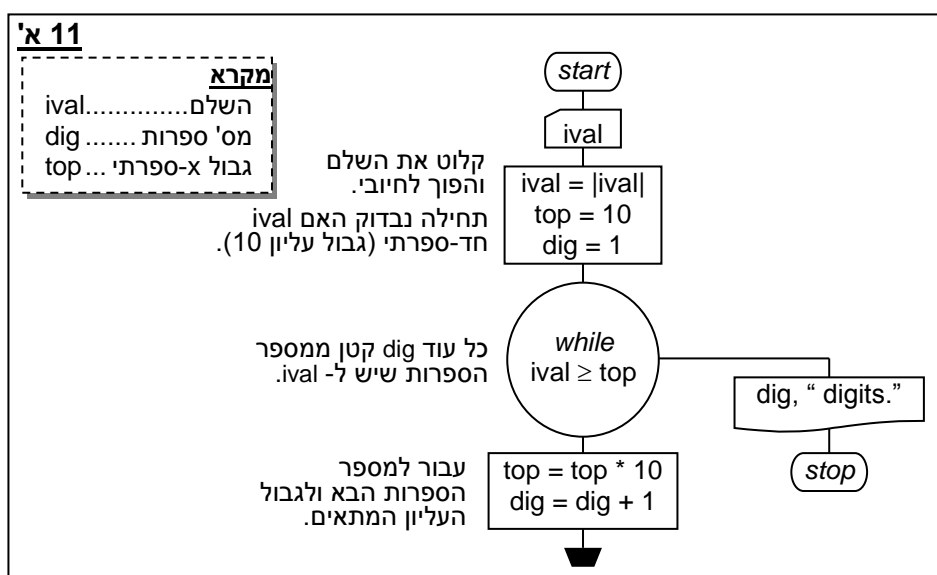 11 א'
מקרא
השלם..............ival
מס' ספרות ....... dig
גבול x-ספרתי ... top
start
ival
קלוט את השלם
והפוך לחיובי.
תחילה נבדוק האם ival
חד-ספרתי (גבול עליון 10).
ival = |ival|
top = 10
dig = 1
כל עוד dig קטן ממספר
הספרות שיש ל- ival.
while
ival ≥ top
dig, “ digits.”
stop
עבור למספר
הספרות הבא ולגבול
העליון המתאים.
top = top * 10
dig = dig + 1